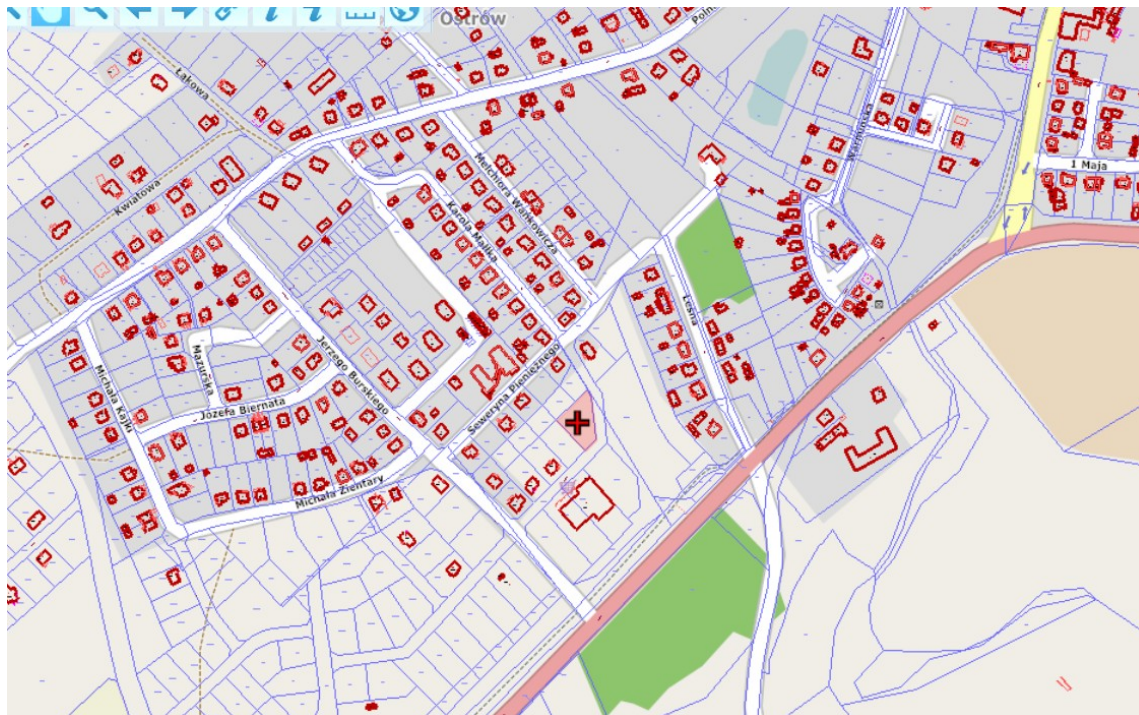 Ostrów
Polna
Łąkowa
Warmińska
1 Maja
Kwiatowa
Melchiora Wańkowicza
Karola Małłka
Leśna
Mazurska
Jerzego Burskiego
Michała Kajki
Józefa Biernata
Seweryna Pieniężnego
Michała Zientary